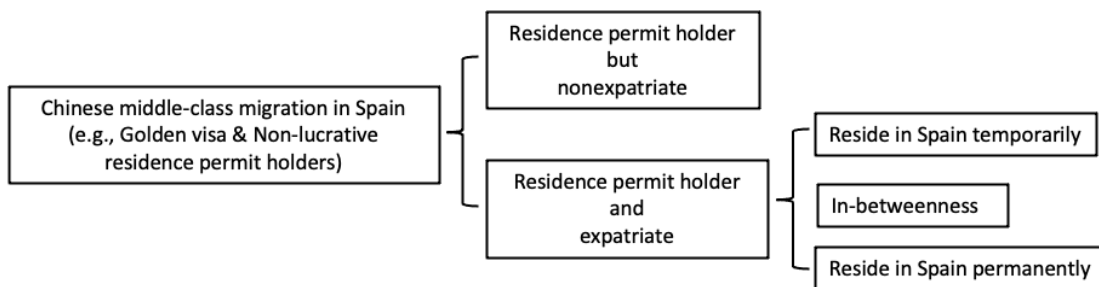 Chinese middle-class migration in Spain
(e.g., Golden visa & Non-lucrative
residence permit holders)
Residence permit holder
but
nonexpatriate
Residence permit holder
and
expatriate
Reside in Spain temporarily
In-betweenness
Reside in Spain permanently